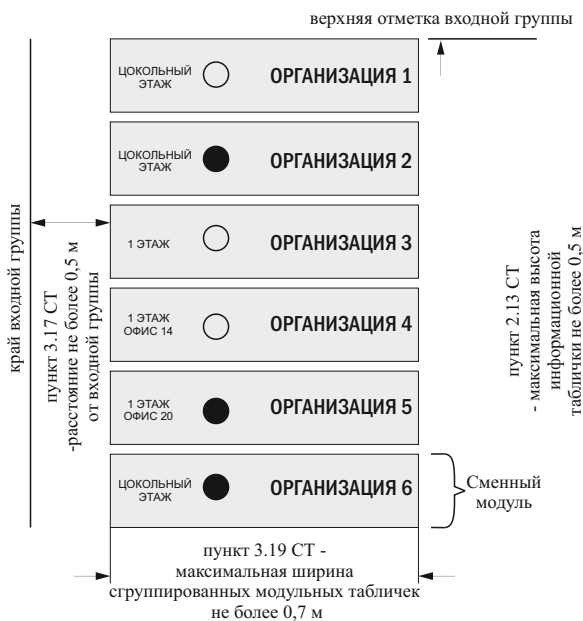 верхняя отметка входной группы
ЦОКОЛЬНЫЙ
ЭТАЖ
ОРГАНИЗАЦИЯ 1
ЦОКОЛЬНЫЙ
ЭТАЖ
ОРГАНИЗАЦИЯ 2
1 ЭТАЖ
ОРГАНИЗАЦИЯ 3
1 ЭТАЖ
ОФИС 14
ОРГАНИЗАЦИЯ 4
1 ЭТАЖ
ОФИС 20
ОРГАНИЗАЦИЯ 5
ЦОКОЛЬНЫЙ
ЭТАЖ
ОРГАНИЗАЦИЯ 6
край входной группы
пункт 3.17 СТ
-расстояние не более 0,5 м
от входной группы
пункт 2.13 СТ
- максимальная высота
информационной
таблички не более 0,5 м
Сменный
модуль
пункт 3.19 СТ -
максимальная ширина
сгруппированных модульных табличек
не более 0,7 м